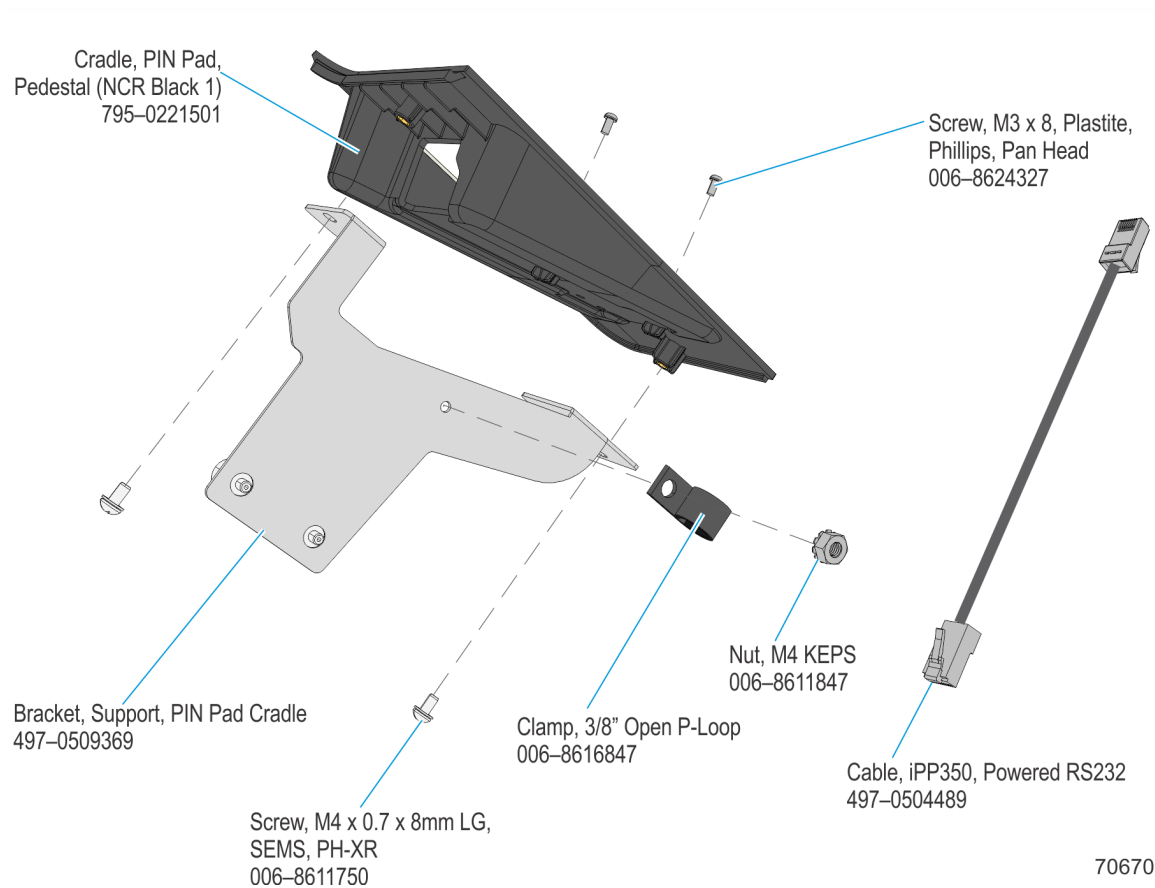 Cradle, PIN Pad,
Pedestal (NCR Black 1)
795–0221501
Screw, M3 x 8, Plastite,
Phillips, Pan Head
006–8624327
Nut, M4 KEPS
006–8611847
Bracket, Support, PIN Pad Cradle
497–0509369
Clamp, 3/8” Open P-Loop
006–8616847
Cable, iPP350, Powered RS232
497–0504489
Screw, M4 x 0.7 x 8mm LG,
SEMS, PH-XR
006–8611750
70670